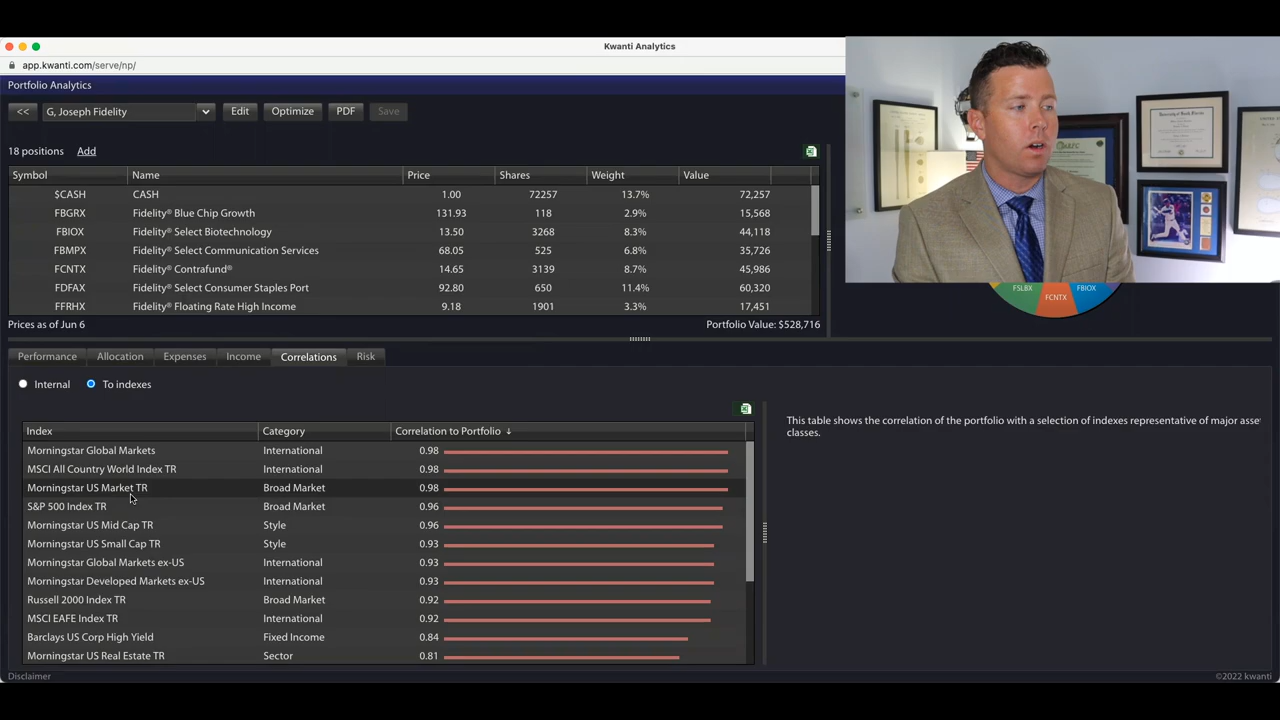 Kwanti Analytics
app.kwanti.com/serve/np/
Portfolio Analytics
<< G, Joseph Fidelity Edit Optimize PDF Save
18 positions Add
Symbol Name Price Shares Weight Value
$CASH CASH 1.00 72257 13.7% 72,257
FBGRX Fidelity® Blue Chip Growth 131.93 118 2.9% 15,568
FBIOX Fidelity® Select Biotechnology 13.50 3268 8.3% 44,118
FBMPX Fidelity® Select Communication Services 68.05 525 6.8% 35,726
FCNTX Fidelity® Contrafund® 14.65 3139 8.7% 45,986
FDFAX Fidelity® Select Consumer Staples Port 92.80 650 11.4% 60,320
FFRHX Fidelity® Floating Rate High Income 9.18 1901 3.3% 17,451
Prices as of Jun 6 Portfolio Value: $528,716
FSLBX FCNTX FBIOX
Performance Allocation Expenses Income Correlations Risk
Internal To indexes
Index Category Correlation to Portfolio ↓
Morningstar Global Markets International 0.98
MSCI All Country World Index TR International 0.98
Morningstar US Market TR Broad Market 0.98
S&P 500 Index TR Broad Market 0.96
Morningstar US Mid Cap TR Style 0.96
Morningstar US Small Cap TR Style 0.93
Morningstar Global Markets ex-US International 0.93
Morningstar Developed Markets ex-US International 0.93
Russell 2000 Index TR Broad Market 0.92
MSCI EAFE Index TR International 0.92
Barclays US Corp High Yield Fixed Income 0.84
Morningstar US Real Estate TR Sector 0.81
This table shows the correlation of the portfolio with a selection of indexes representative of major asse
classes.
Disclaimer ©2022 kwanti